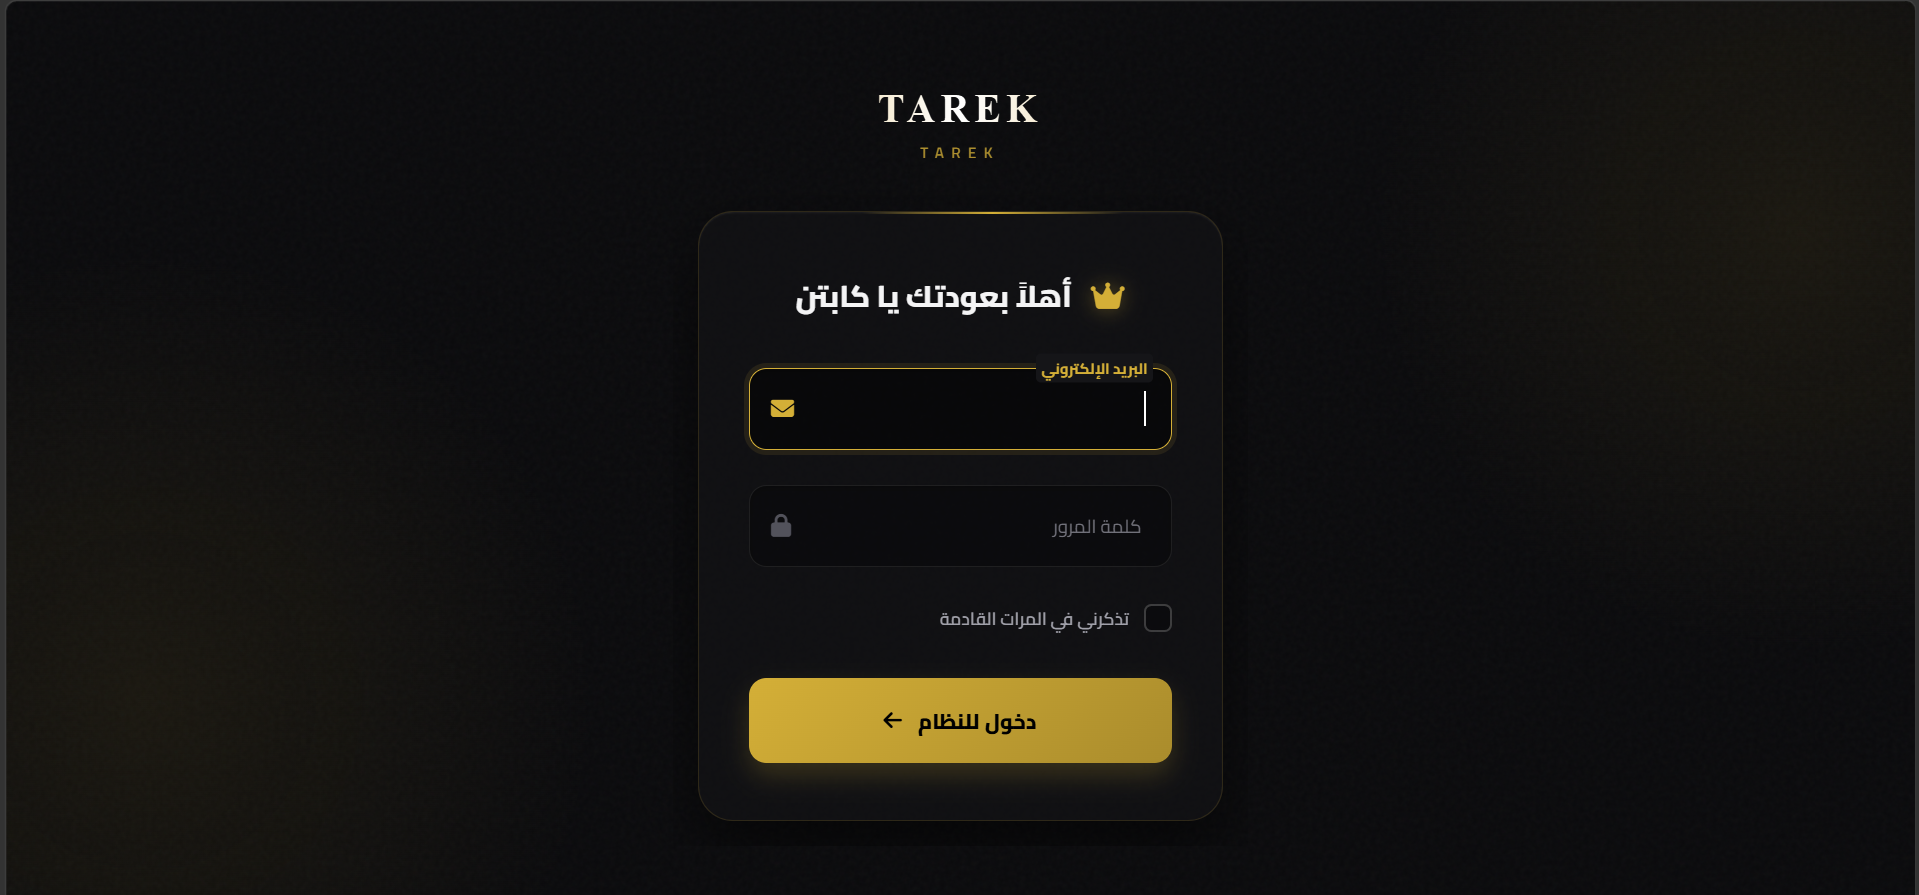 TAREK
TAREK
أهلاً بعودتك يا كابتن
البريد الإلكتروني
كلمة المرور
تذكرني في المرات القادمة
دخول للنظام